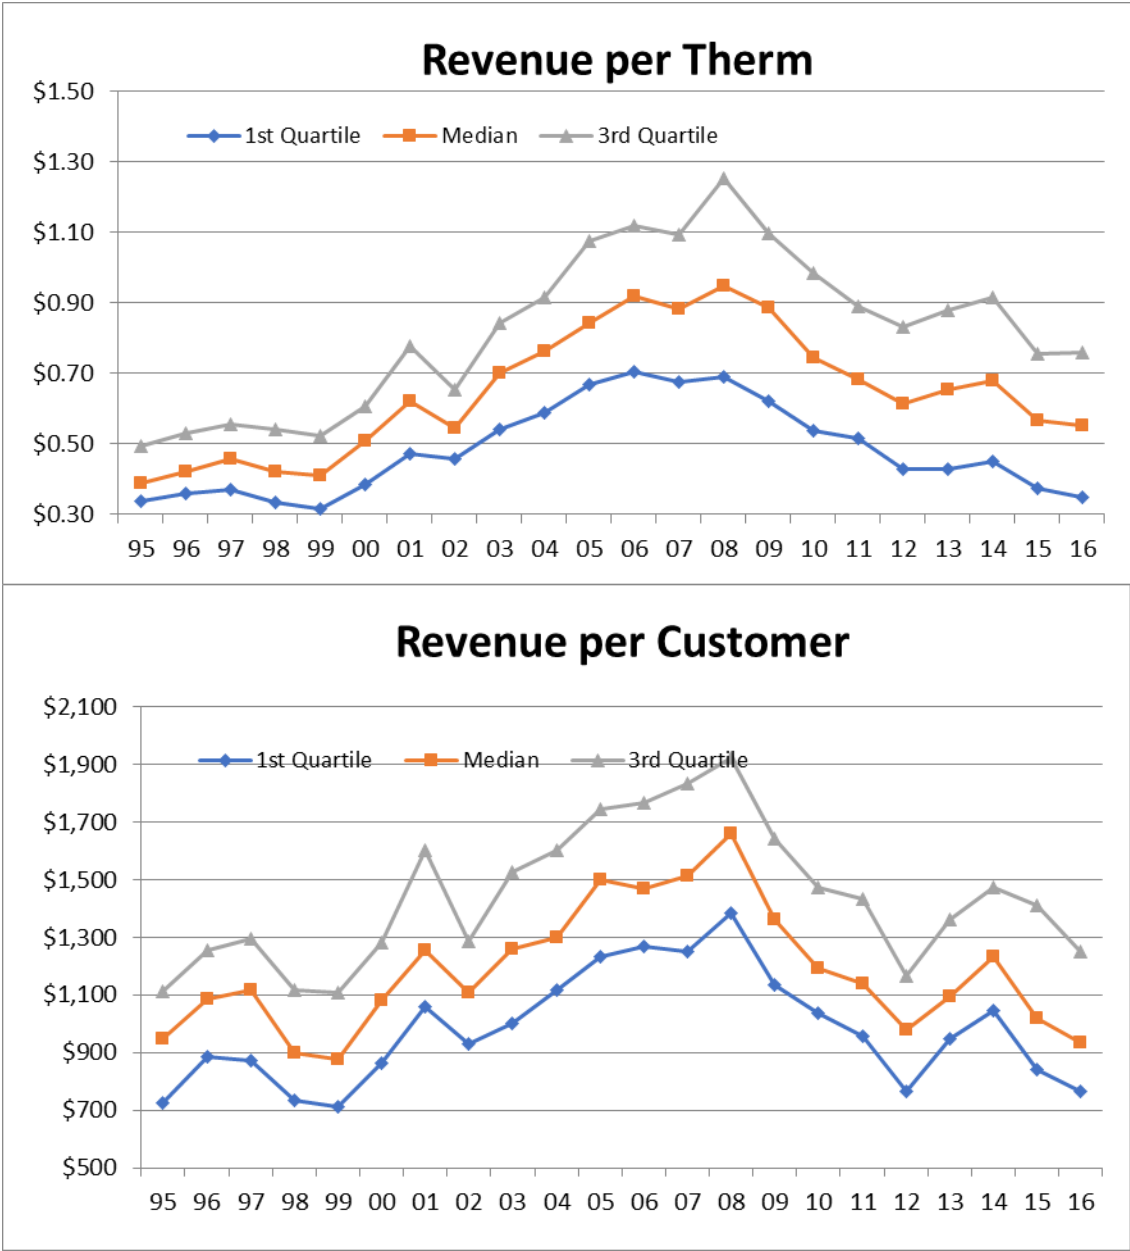 Revenue per Therm
$1.50
1st Quartile Median 3rd Quartile
$1.30
$1.10
$0.90
$0.70
$0.50
$0.30
95 96 97 98 99 00 01 02 03 04 05 06 07 08 09 10 11 12 13 14 15 16
Revenue per Customer
$2,100
$1,900 1st Quartile Median 3rd Quartile
$1,700
$1,500
$1,300
$1,100
$900
$700
$500
95 96 97 98 99 00 01 02 03 04 05 06 07 08 09 10 11 12 13 14 15 16